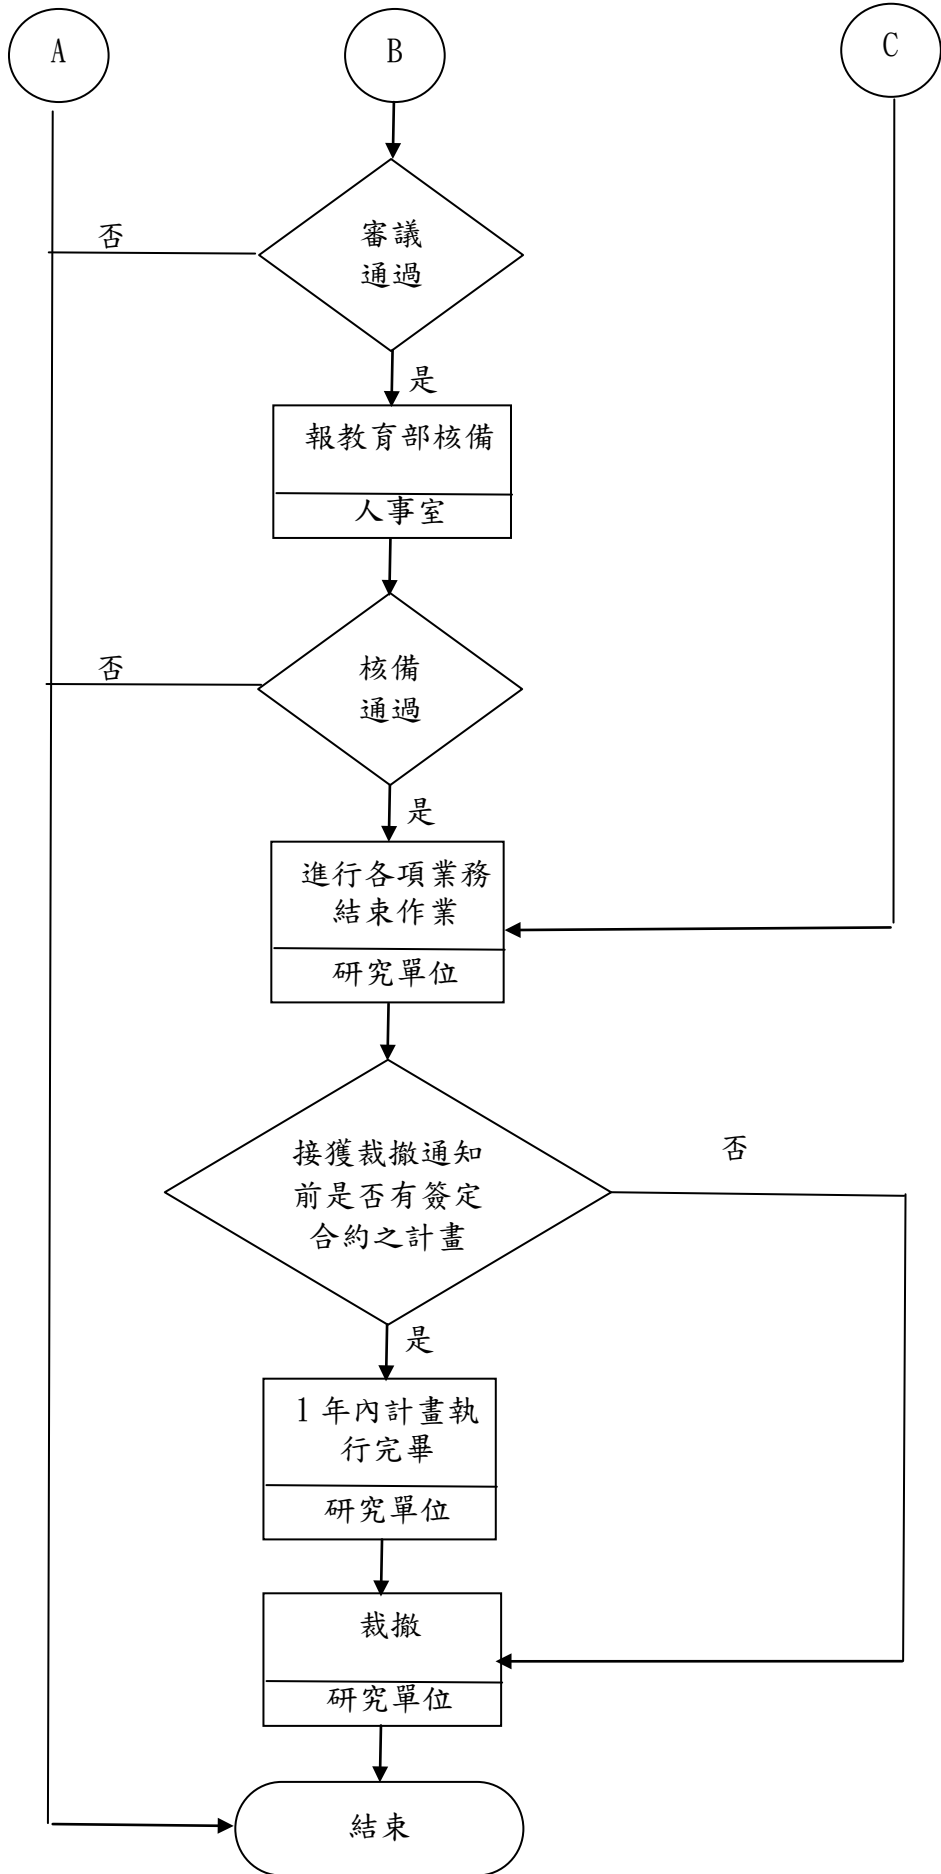 A
B
C
審議
通過
否
是
報教育部核備
人事室
核備
通過
否
是
進行各項業務
結束作業
研究單位
接獲裁撤通知
前是否有簽定
合約之計畫
否
是
1 年內計畫執
行完畢
研究單位
裁撤
研究單位
結束